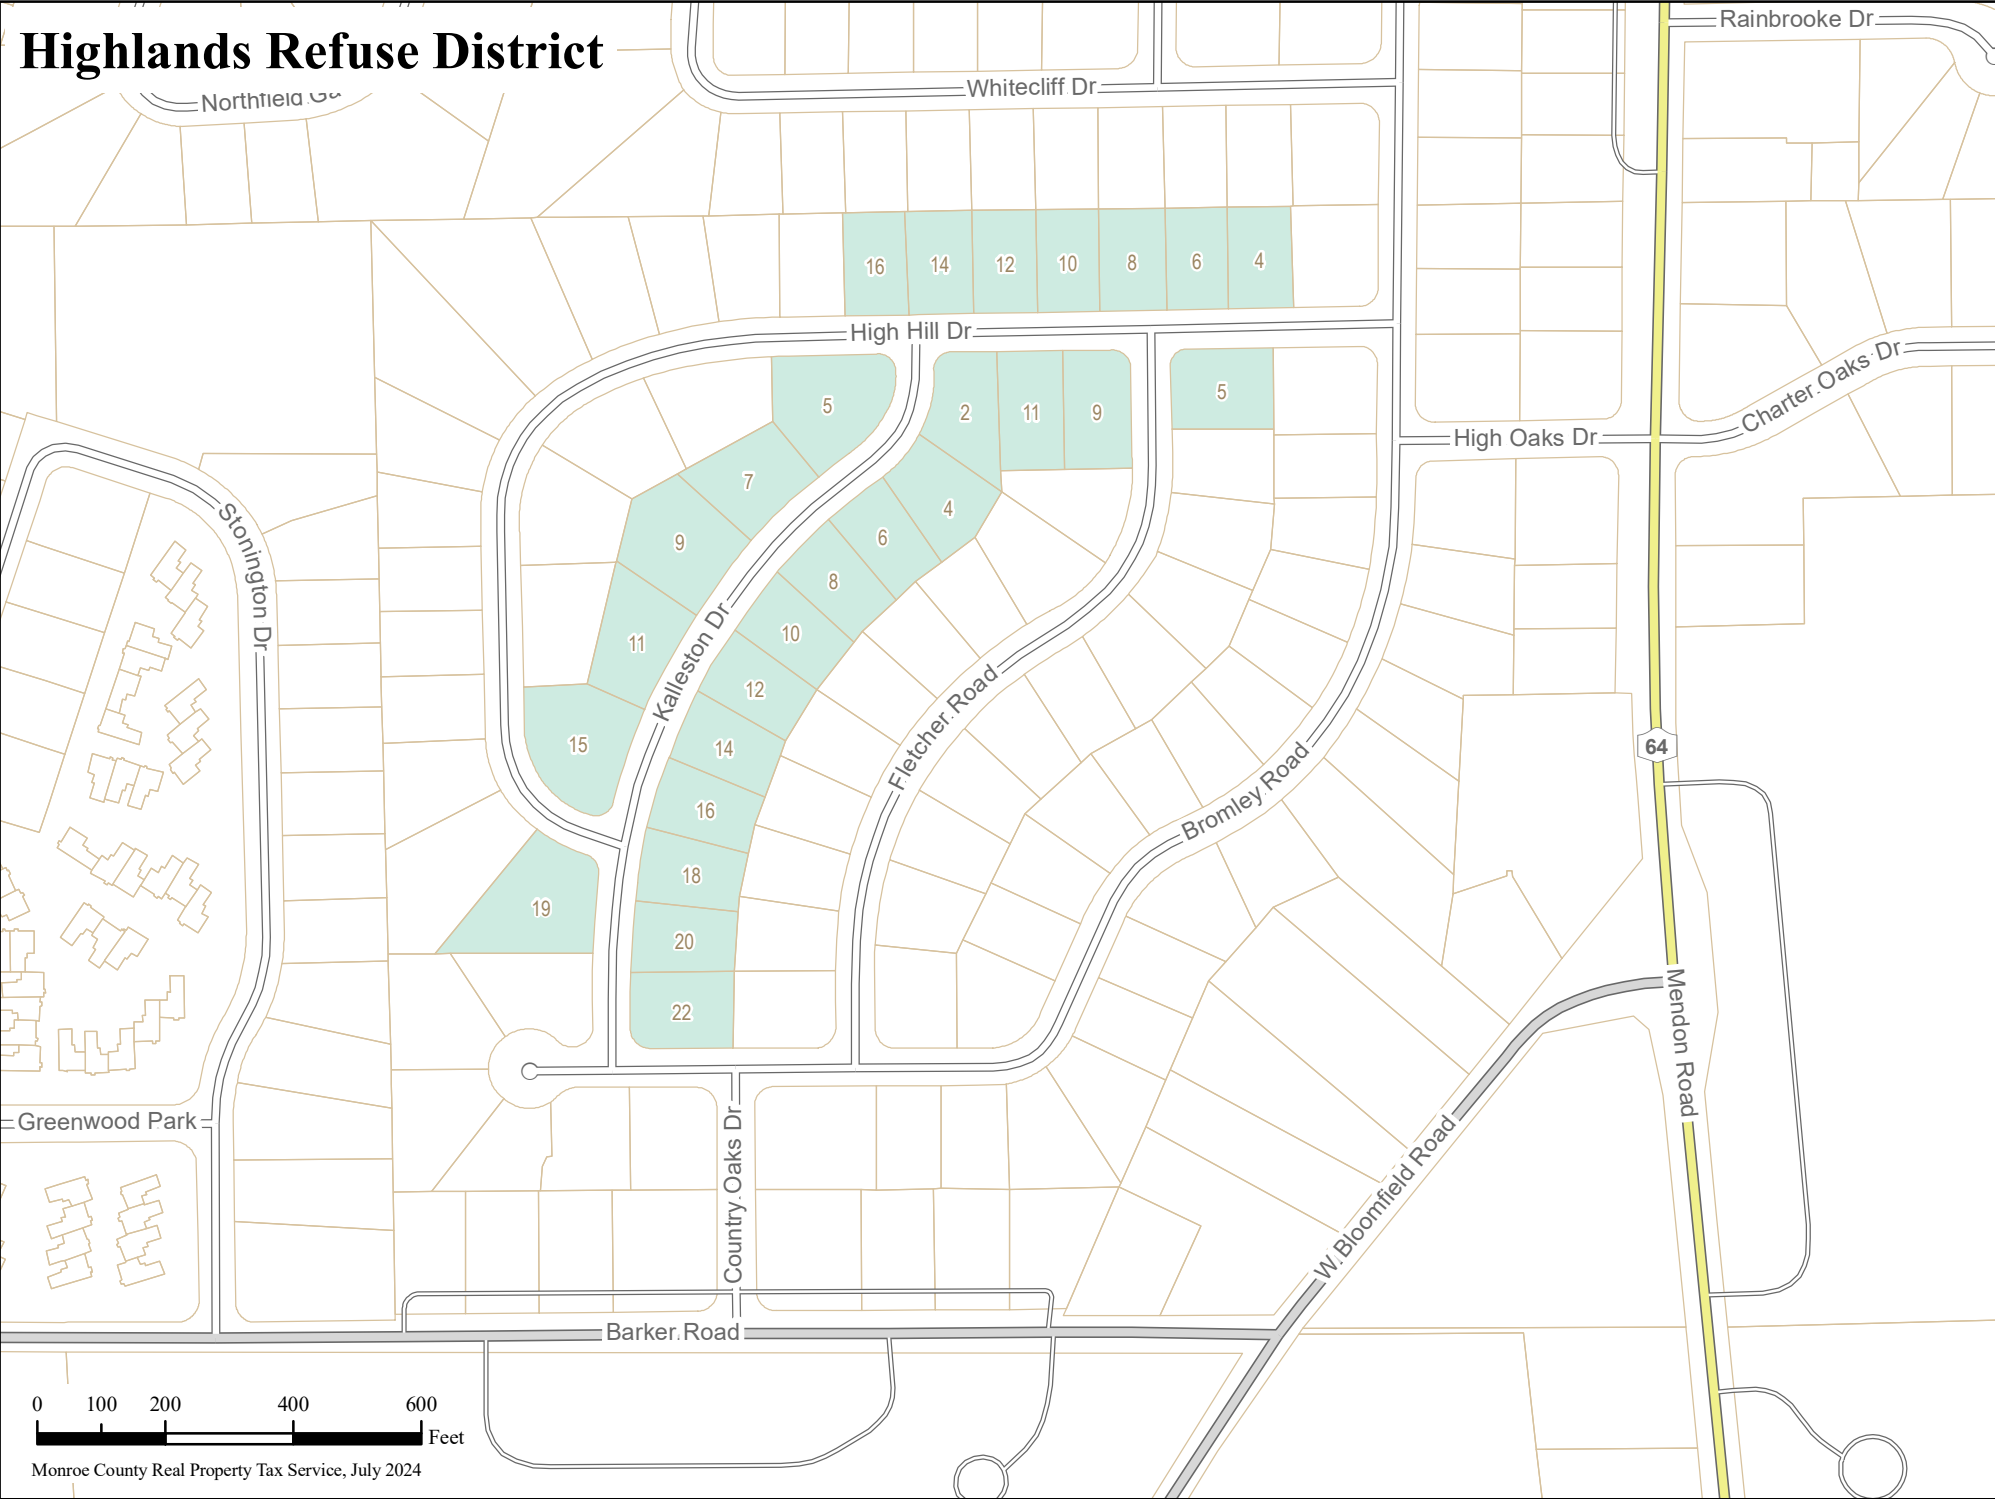 Rainbrooke Dr
Highlands Refuse District
Whitecliff Dr
Northfield Ga
16 14 12 10 8 6 4
High Hill Dr
Charter Oaks Dr
5 2 11 9 5
High Oaks Dr
7
4
Stonington Dr
9 6
8
Kalleston Dr
11 10
12
Fletcher Road
15 14
64
Bromley Road
16
18
19
20
22
Mendon Road
Greenwood Park
Country Oaks Dr
W Bloomfield Road
Barker Road
0 100 200 400 600
Feet
Monroe County Real Property Tax Service, July 2024